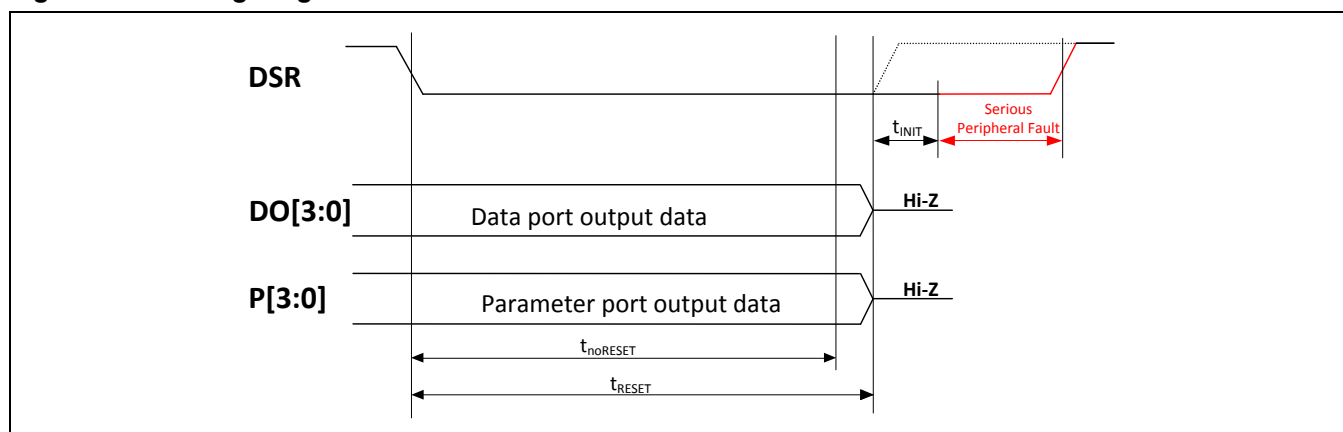 DSR
Serious
Peripheral Fault
tINIT
DO[3:0]
Data port output data
Hi-Z
P[3:0]
Parameter port output data
Hi-Z
tnoRESET
tRESET